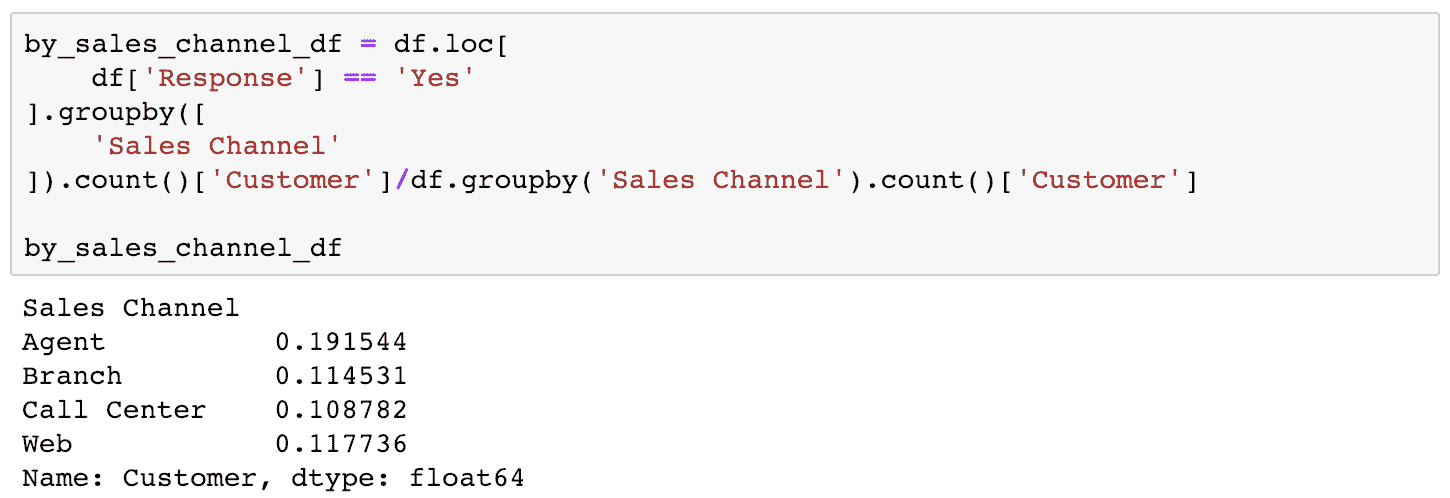 by_sales_channel_df = df.loc[
    df['Response'] == 'Yes'
].groupby([
    'Sales Channel'
]).count()['Customer']/df.groupby('Sales Channel').count()['Customer']
by_sales_channel_df
Sales Channel
Agent          0.191544
Branch         0.114531
Call Center    0.108782
Web            0.117736
Name: Customer, dtype: float64